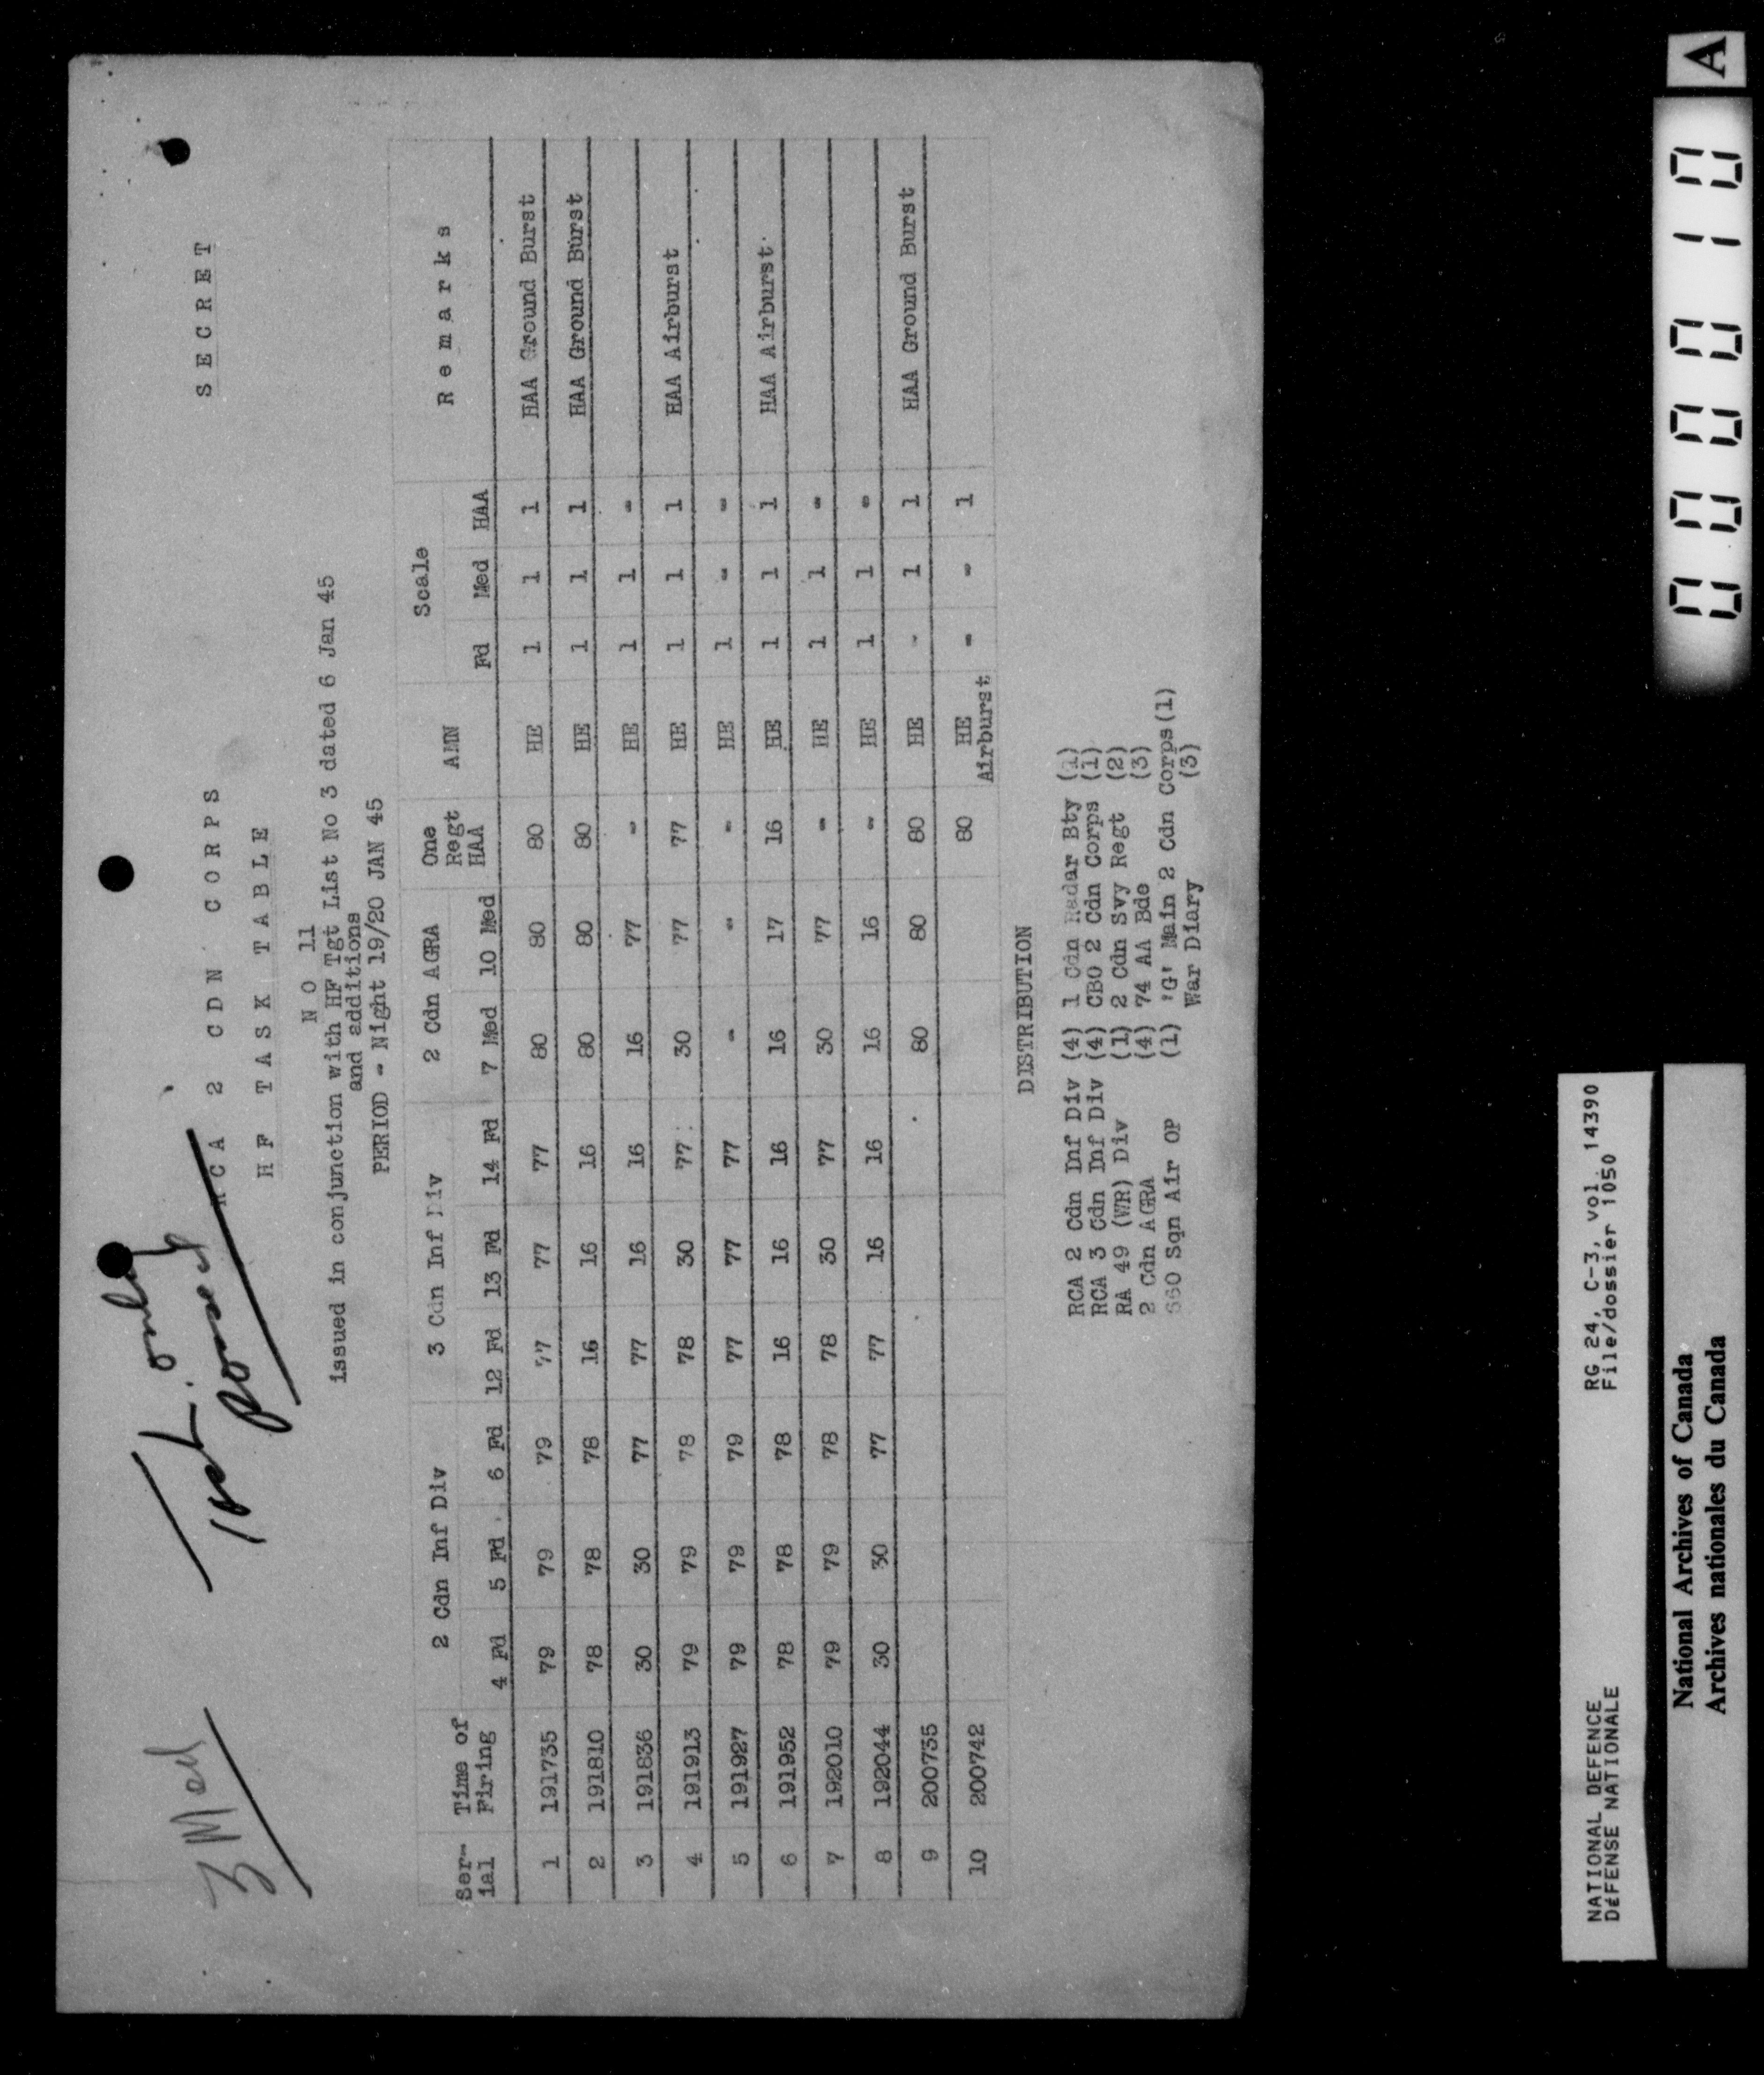 3 Med
SECRET
RCA 2 CDN CORPS
HF TASK TABLE
NO 11
issued in conjunction with HF Tgt List No 3 dated 6 Jan 45
and additions
PERIOD - Night 19/20 JAN 45
Ser-ial | Time of Firing | 2 Cdn Inf Div | 3 Cdn Inf Div | 2 Cdn AGRA | One Regt HAA | AMN | Scale | Remarks
4 Fd | 5 Fd | 6 Fd | 12 Fd | 13 Fd | 14 Fd | 7 Med | 10 Med | Fd | Med | HAA
1 | 191735 | 79 | 79 | 79 | 77 | 77 | 77 | 80 | 80 | 80 | HE | 1 | 1 | 1 | HAA Ground Burst
2 | 191810 | 78 | 78 | 78 | 16 | 16 | 16 | 80 | 80 | 80 | HE | 1 | 1 | 1 | HAA Ground Burst
3 | 191836 | 30 | 30 | 77 | 77 | 16 | 16 | 16 | 77 | - | HE | 1 | 1 | -
4 | 191913 | 79 | 79 | 78 | 78 | 30 | 77 | 30 | 77 | 77 | HE | 1 | 1 | 1 | HAA Airburst
5 | 191927 | 79 | 79 | 79 | 77 | 77 | 77 | - | - | - | HE | 1 | - | -
6 | 191952 | 78 | 78 | 78 | 16 | 16 | 16 | 16 | 17 | 16 | HE | 1 | 1 | 1 | HAA Airburst
7 | 192010 | 79 | 79 | 78 | 78 | 30 | 77 | 30 | 77 | - | HE | 1 | 1 | -
8 | 192044 | 30 | 30 | 77 | 77 | 16 | 16 | 16 | 16 | - | HE | 1 | 1 | -
9 | 200735 | 80 | 80 | 80 | HE | - | 1 | 1 | HAA Ground Burst
10 | 200742 | 80 | HE Airburst | - | - | 1
DISTRIBUTION
RCA 2 Cdn Inf Div (4) 1 Cdn Radar Bty (1)
RCA 3 Cdn Inf Div (4) CBO 2 Cdn Corps (1)
RA 49 (WR) Div (1) 2 Cdn Svy Regt (2)
2 Cdn AGRA (4) 74 AA Bde (3)
660 Sqn Air OP (1) 'G' Main 2 Cdn Corps (1)
War Diary (3)
NATIONAL DEFENCE RG 24, C-3, vol. 14390
DÉFENSE NATIONALE File/dossier 1050
National Archives of Canada
Archives nationales du Canada
000010 A